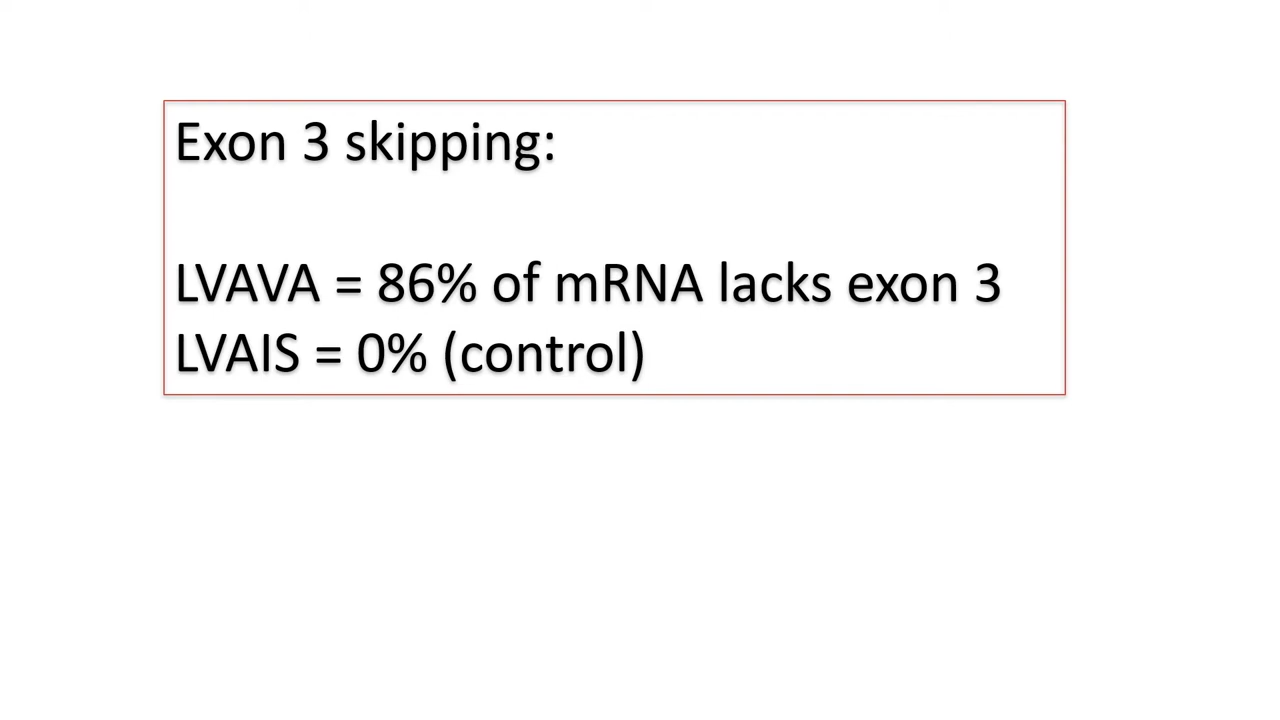 Exon 3 skipping:
LVAVA = 86% of mRNA lacks exon 3
LVAIS = 0% (control)